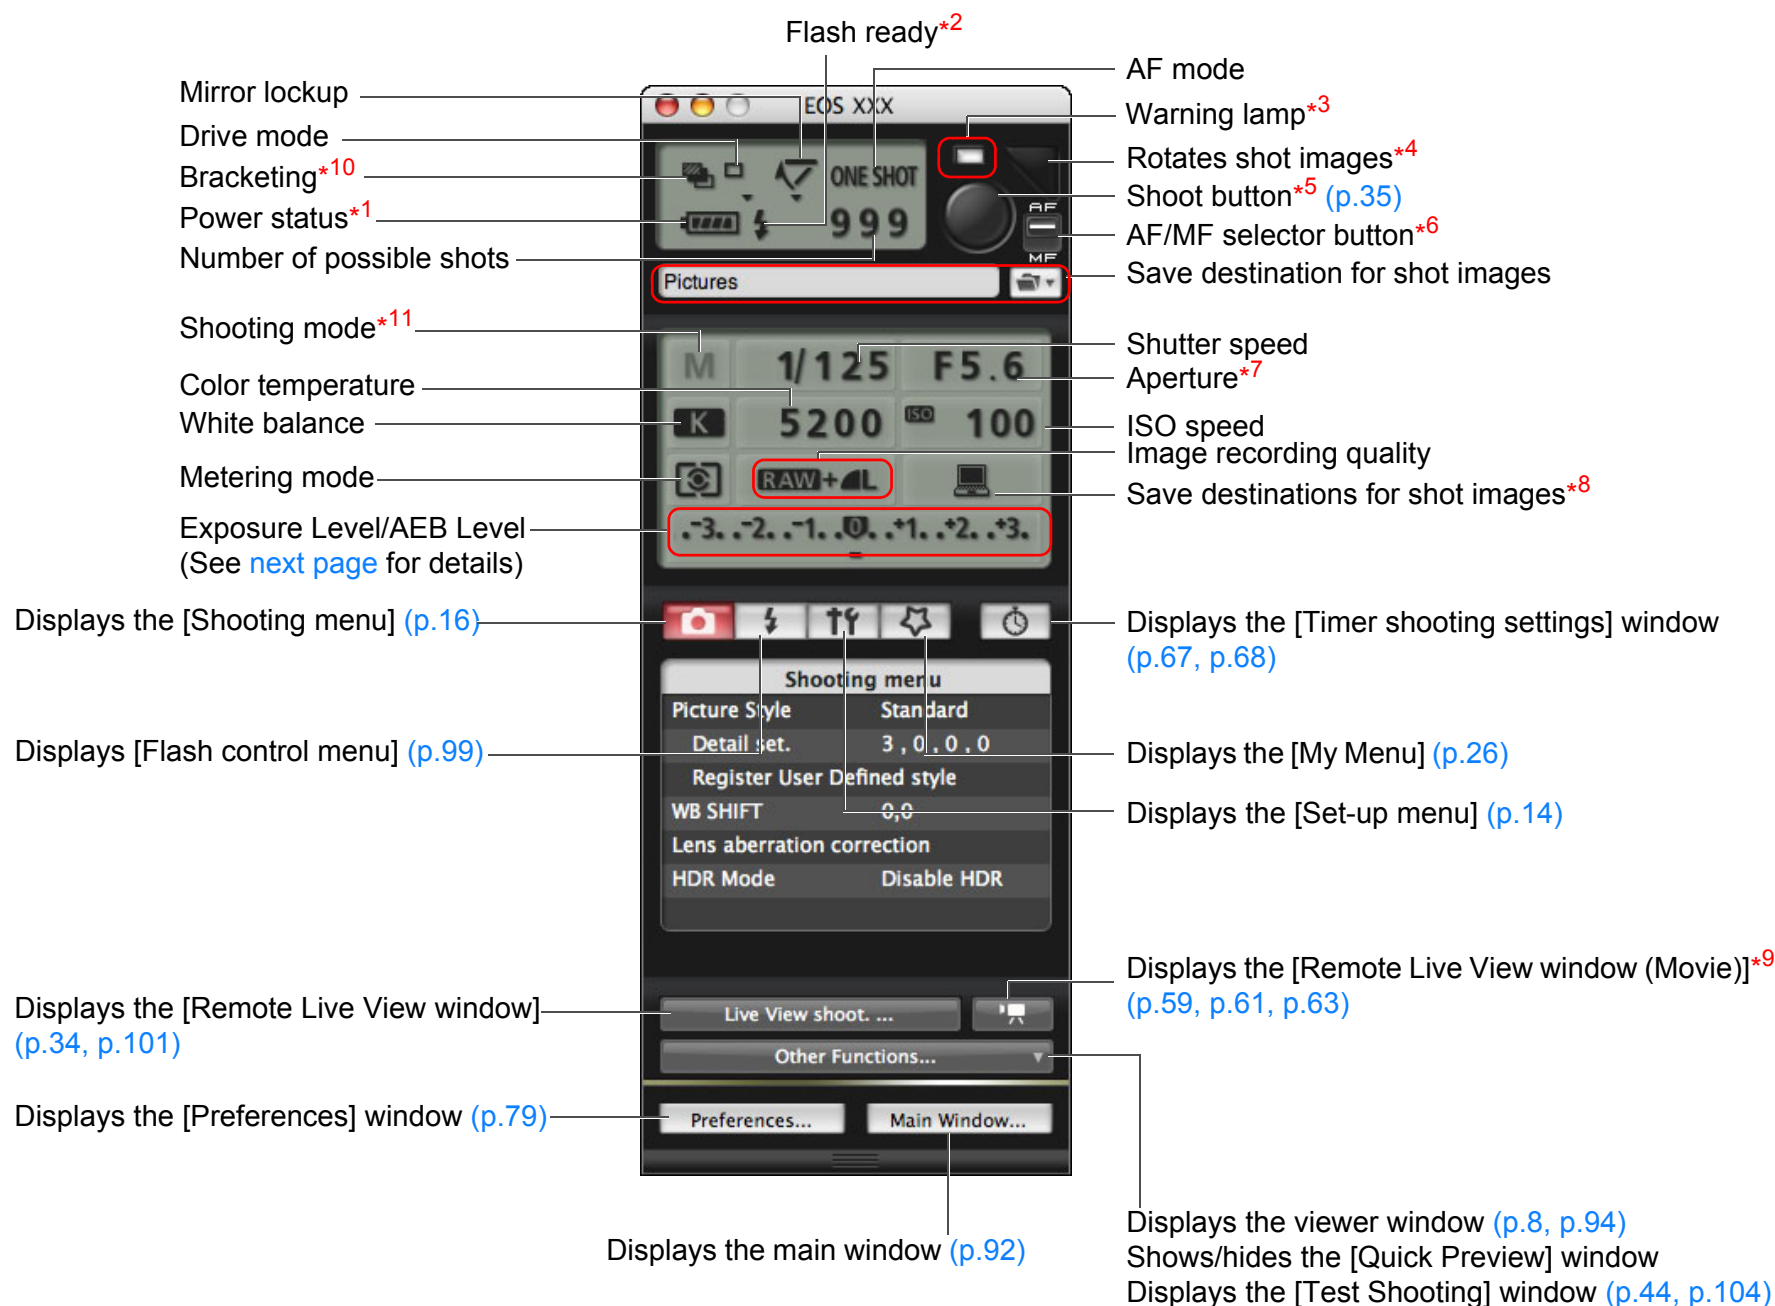 Flash ready*2
Mirror lockup
Drive mode
Bracketing*10
Power status*1
Number of possible shots
Shooting mode*11
Color temperature
White balance
Metering mode
Exposure Level/AEB Level
(See next page for details)
Displays the [Shooting menu] (p.16)
Displays [Flash control menu] (p.99)
Displays the [Remote Live View window]
(p.34, p.101)
Displays the [Preferences] window (p.79)
EOS XXX
ONE SHOT
999
AF
MF
Pictures
M 1/125 F5.6
K 5200 ISO 100
RAW+L
.-3. .-2. .-1. .0. .+1. .+2. .+3.
Shooting menu
Picture Style Standard
Detail set. 3 , 0 , 0 , 0
Register User Defined style
WB SHIFT 0,0
Lens aberration correction
HDR Mode Disable HDR
Live View shoot. ...
Other Functions...
Preferences... Main Window...
AF mode
Warning lamp*3
Rotates shot images*4
Shoot button*5 (p.35)
AF/MF selector button*6
Save destination for shot images
Shutter speed
Aperture*7
ISO speed
Image recording quality
Save destinations for shot images*8
Displays the [Timer shooting settings] window
(p.67, p.68)
Displays the [My Menu] (p.26)
Displays the [Set-up menu] (p.14)
Displays the [Remote Live View window (Movie)]*9
(p.59, p.61, p.63)
Displays the main window (p.92)
Displays the viewer window (p.8, p.94)
Shows/hides the [Quick Preview] window
Displays the [Test Shooting] window (p.44, p.104)